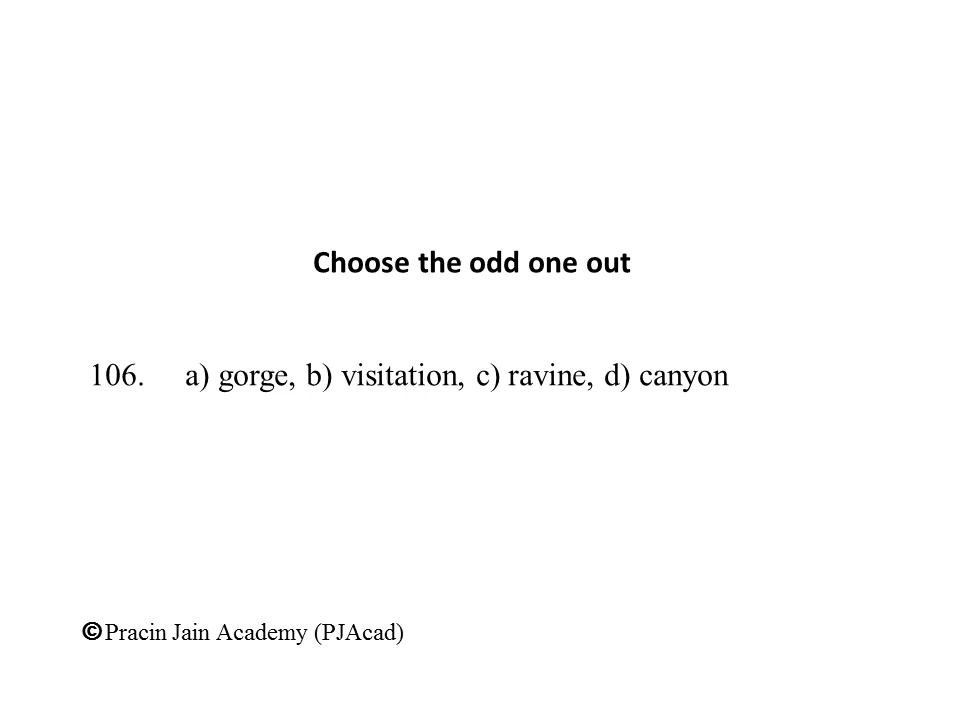 Choose the odd one out
106. a) gorge, b) visitation, c) ravine, d) canyon
©Pracin Jain Academy (PJAcad)